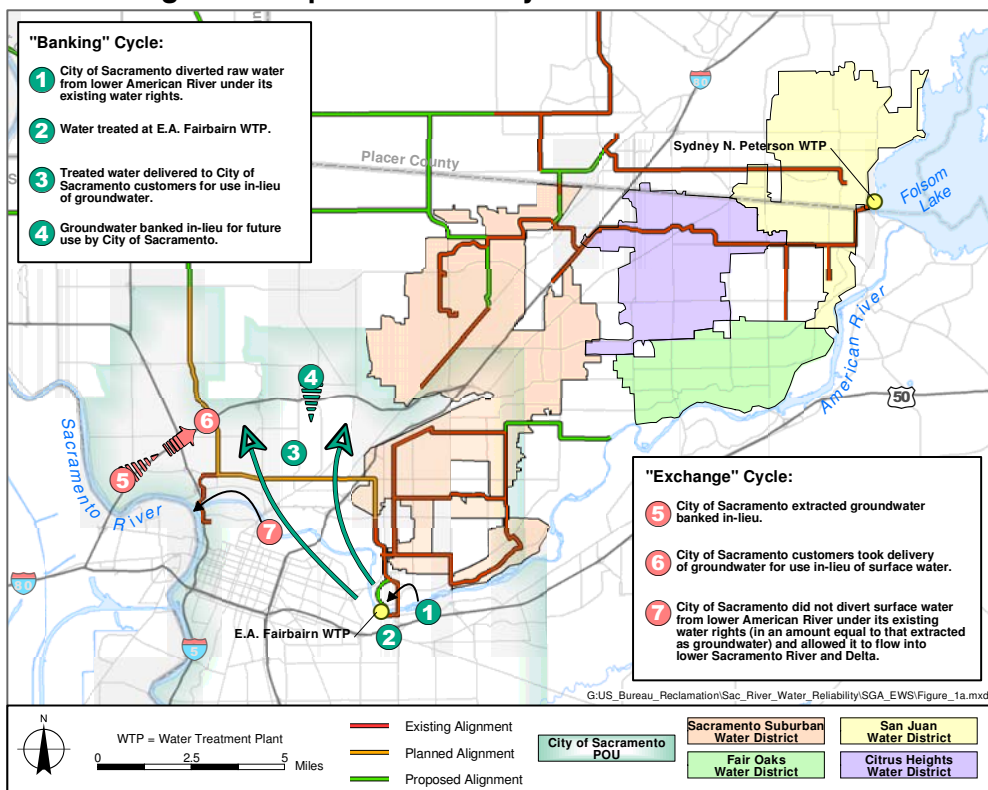 "Banking" Cycle:
1 City of Sacramento diverted raw water
from lower American River under its
existing water rights.
2 Water treated at E.A. Fairbairn WTP.
3 Treated water delivered to City of
Sacramento customers for use in-lieu
of groundwater.
4 Groundwater banked in-lieu for future
use by City of Sacramento.
80
Sydney N. Peterson WTP
Placer County
Folsom
Lake
American River
50
4
6
3
5
Sacramento
River
7
80
1
E.A. Fairbairn WTP
2
5
"Exchange" Cycle:
5 City of Sacramento extracted groundwater
banked in-lieu.
6 City of Sacramento customers took delivery
of groundwater for use in-lieu of surface water.
7 City of Sacramento did not divert surface water
from lower American River under its existing
water rights (in an amount equal to that extracted
as groundwater) and allowed it to flow into
lower Sacramento River and Delta.
G:US_Bureau_Reclamation\Sac_River_Water_Reliability\SGA_EWS\Figure_1a.mxd
N
WTP = Water Treatment Plant
0 2.5 5
Miles
Existing Alignment
Planned Alignment
Proposed Alignment
City of Sacramento
POU
Sacramento Suburban
Water District
San Juan
Water District
Fair Oaks
Water District
Citrus Heights
Water District